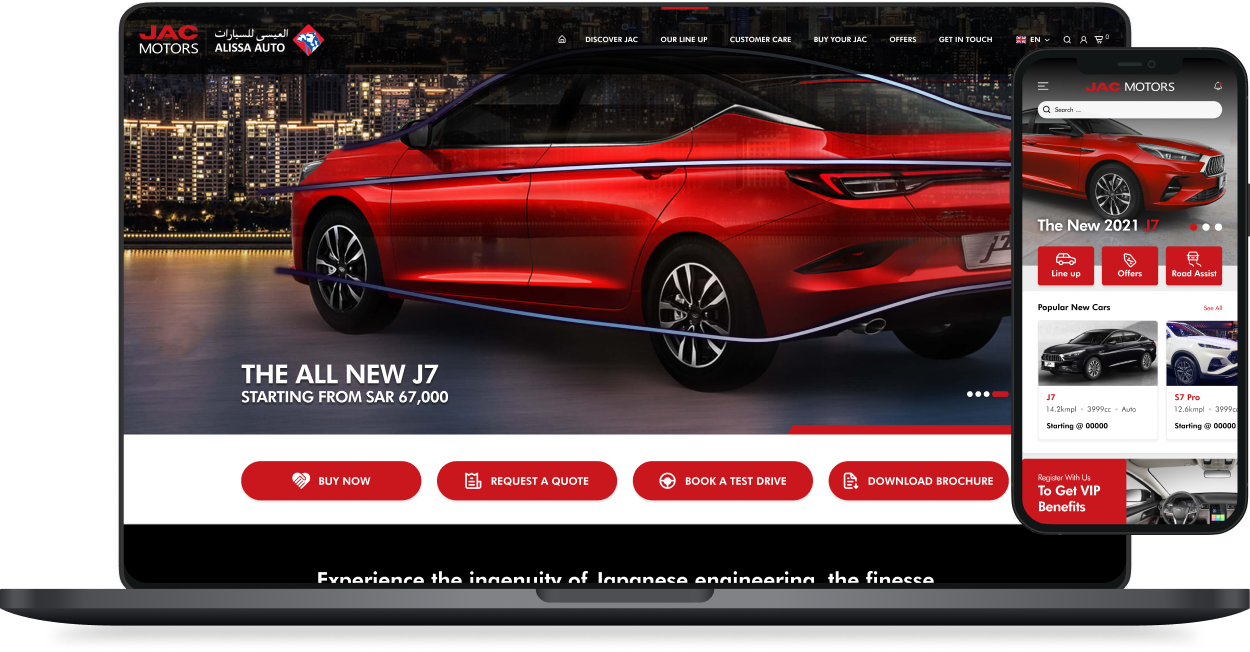 JAC
MOTORS
العيسى للسيارات
ALISSA AUTO
DISCOVER JAC
OUR LINE UP
CUSTOMER CARE
BUY YOUR JAC
OFFERS
GET IN TOUCH
EN
0
THE ALL NEW J7
STARTING FROM SAR 67,000
BUY NOW
REQUEST A QUOTE
BOOK A TEST DRIVE
DOWNLOAD BROCHURE
Experience the ingenuity of Japanese engineering, the finesse
JAC MOTORS
Search ...
The New 2021 J7
Line up
Offers
Road Assist
Popular New Cars
See All
J7
14.2kmpl • 3999cc • Auto
Starting @ 00000
S7 Pro
12.6kmpl • 3999cc
Starting @ 00000
Register With Us
To Get VIP
Benefits